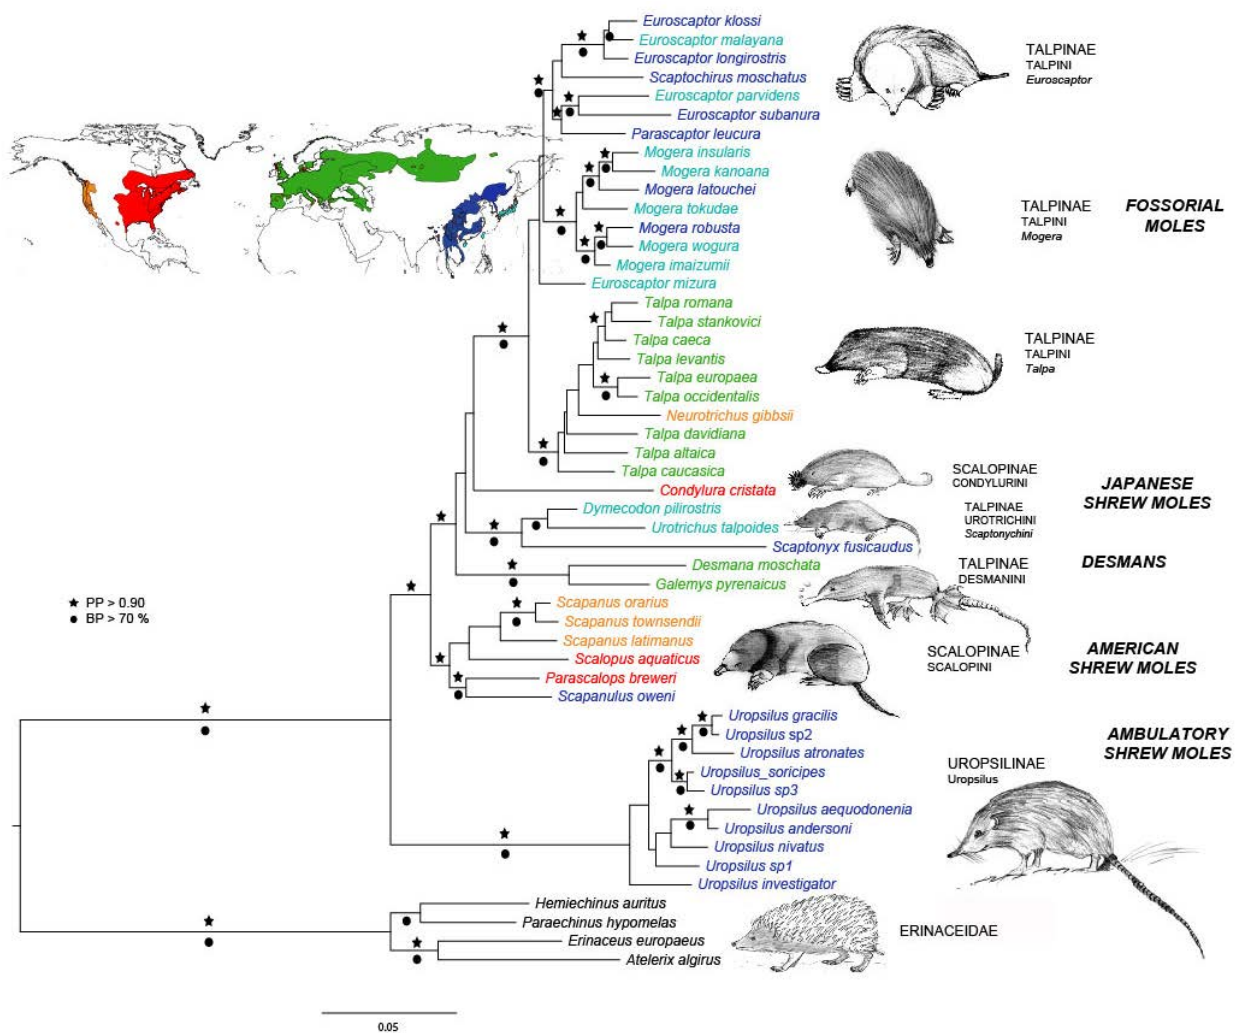 Euroscaptor klossi
Euroscaptor malayana
Euroscaptor longirostris
Scaptochirus moschatus
Euroscaptor parvidens
Euroscaptor subanura
Parascaptor leucura
Mogera insularis
Mogera kanoana
Mogera latouchei
Mogera tokudae
Mogera robusta
Mogera wogura
Mogera imaizumii
Euroscaptor mizura
Talpa romana
Talpa stankovici
Talpa caeca
Talpa levantis
Talpa europaea
Talpa occidentalis
Neurotrichus gibbsii
Talpa davidiana
Talpa altaica
Talpa caucasica
Condylura cristata
Dymecodon pilirostris
Urotrichus talpoides
Scaptonyx fusicaudus
Desmana moschata
Galemys pyrenaicus
Scapanus orarius
Scapanus townsendii
Scapanus latimanus
Scalopus aquaticus
Parascalops breweri
Scapanulus oweni
Uropsilus gracilis
Uropsilus sp2
Uropsilus atronates
Uropsilus_soricipes
Uropsilus sp3
Uropsilus aequodonenia
Uropsilus andersoni
Uropsilus nivatus
Uropsilus sp1
Uropsilus investigator
Hemiechinus auritus
Paraechinus hypomelas
Erinaceus europaeus
Atelerix algirus
TALPINAE
TALPINI
Euroscaptor
TALPINAE
TALPINI
Mogera
TALPINAE
TALPINI
Talpa
SCALOPINAE
CONDYLURINI
TALPINAE
UROTRICHINI
Scaptonychini
TALPINAE
DESMANINI
SCALOPINAE
SCALOPINI
UROPSILINAE
Uropsilus
ERINACEIDAE
FOSSORIAL
MOLES
JAPANESE
SHREW MOLES
DESMANS
AMERICAN
SHREW MOLES
AMBULATORY
SHREW MOLES
PP > 0.90
BP > 70 %
0.05